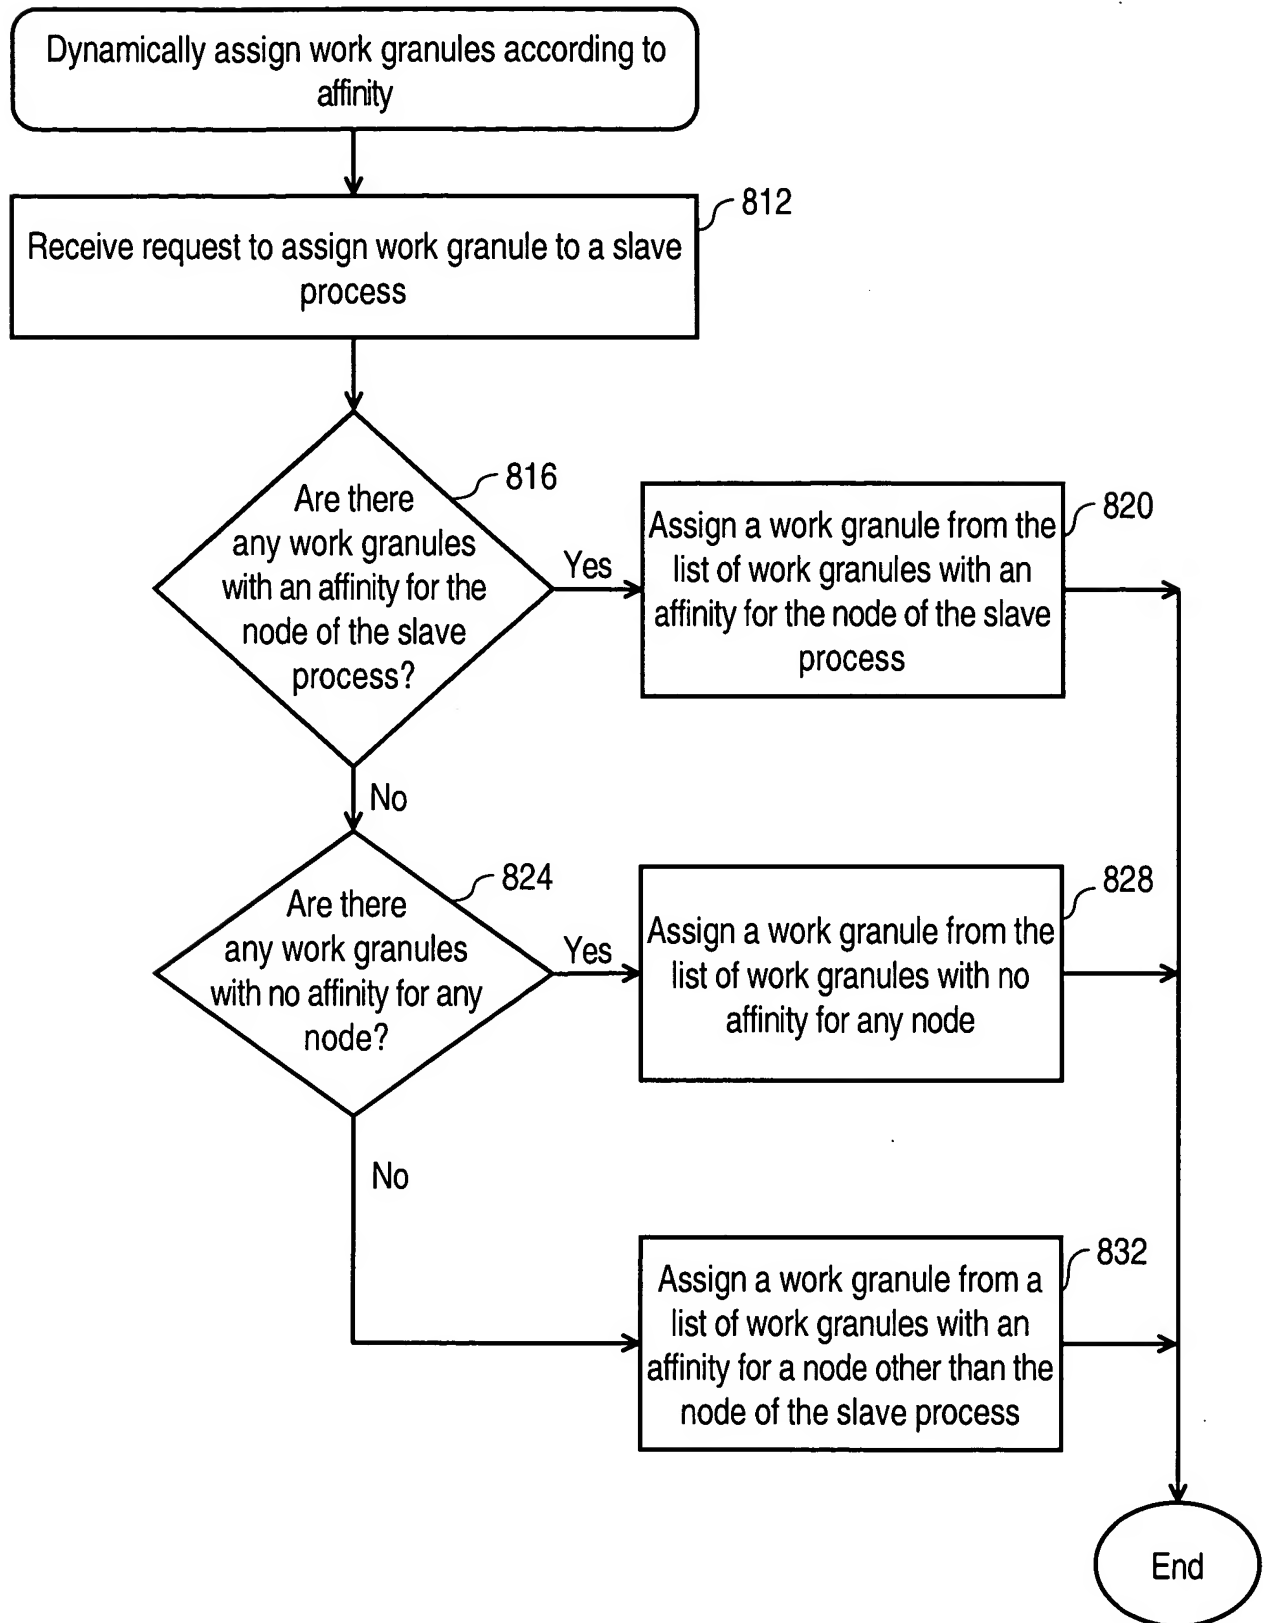 Dynamically assign work granules according to
affinity
812
Receive request to assign work granule to a slave
process
816
Are there
any work granules
with an affinity for the
node of the slave
process?
Yes
820
Assign a work granule from the
list of work granules with an
affinity for the node of the slave
process
No
824
Are there
any work granules
with no affinity for any
node?
Yes
828
Assign a work granule from the
list of work granules with no
affinity for any node
No
832
Assign a work granule from a
list of work granules with an
affinity for a node other than the
node of the slave process
End